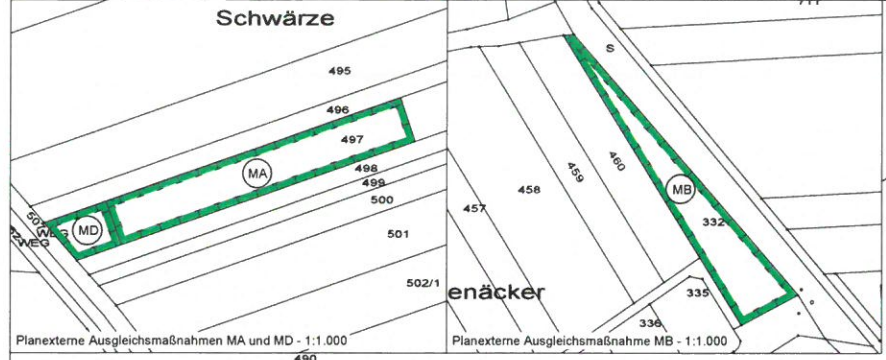 Schwärze
495
496
497
MA
498
499
500
501
MD
WEG
WEG
501
502/1
Planexterne Ausgleichsmaßnahmen MA und MD - 1:1.000
490
S
460
459
458
457
MB
332
enäcker
335
336
Planexterne Ausgleichsmaßnahme MB - 1:1.000